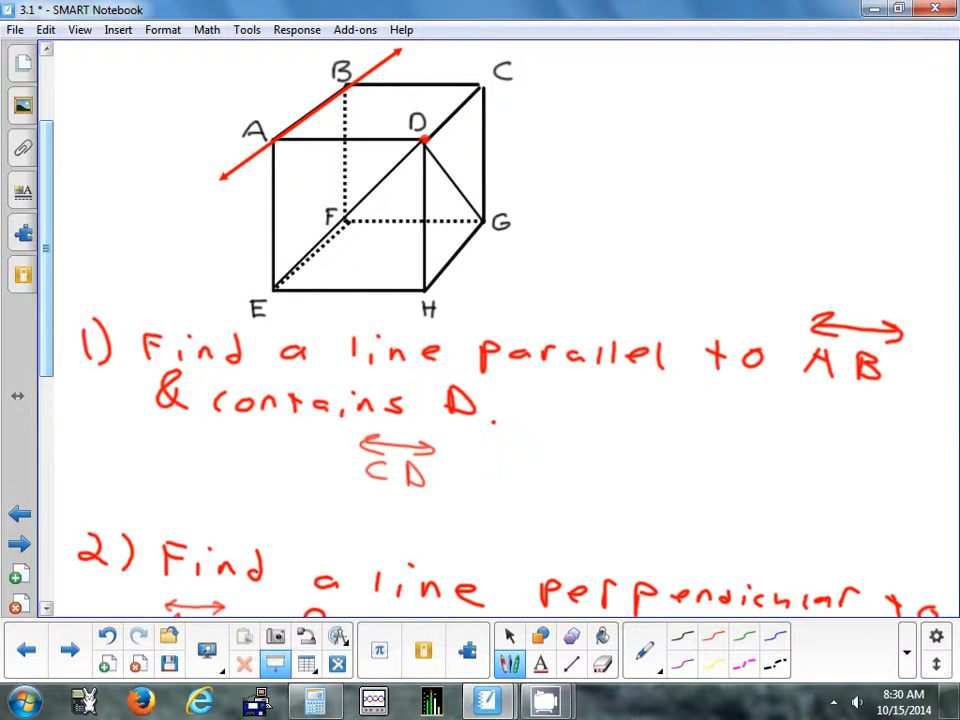 3.1 * - SMART Notebook
File Edit View Insert Format Math Tools Response Add-ons Help
B
C
A
D
F
G
E
H
1) Find a line parallel to AB
& contains D.
CD
2) Find a line perpendicular to
8:30 AM
10/15/2014